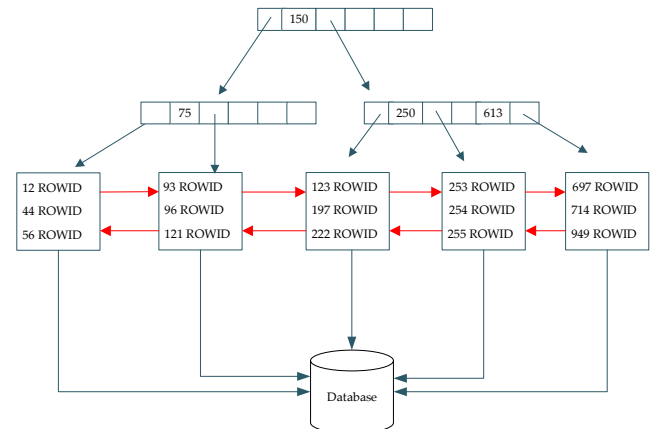 150
75
250 613
12 ROWID
44 ROWID
56 ROWID
93 ROWID
96 ROWID
121 ROWID
123 ROWID
197 ROWID
222 ROWID
253 ROWID
254 ROWID
255 ROWID
697 ROWID
714 ROWID
949 ROWID
Database